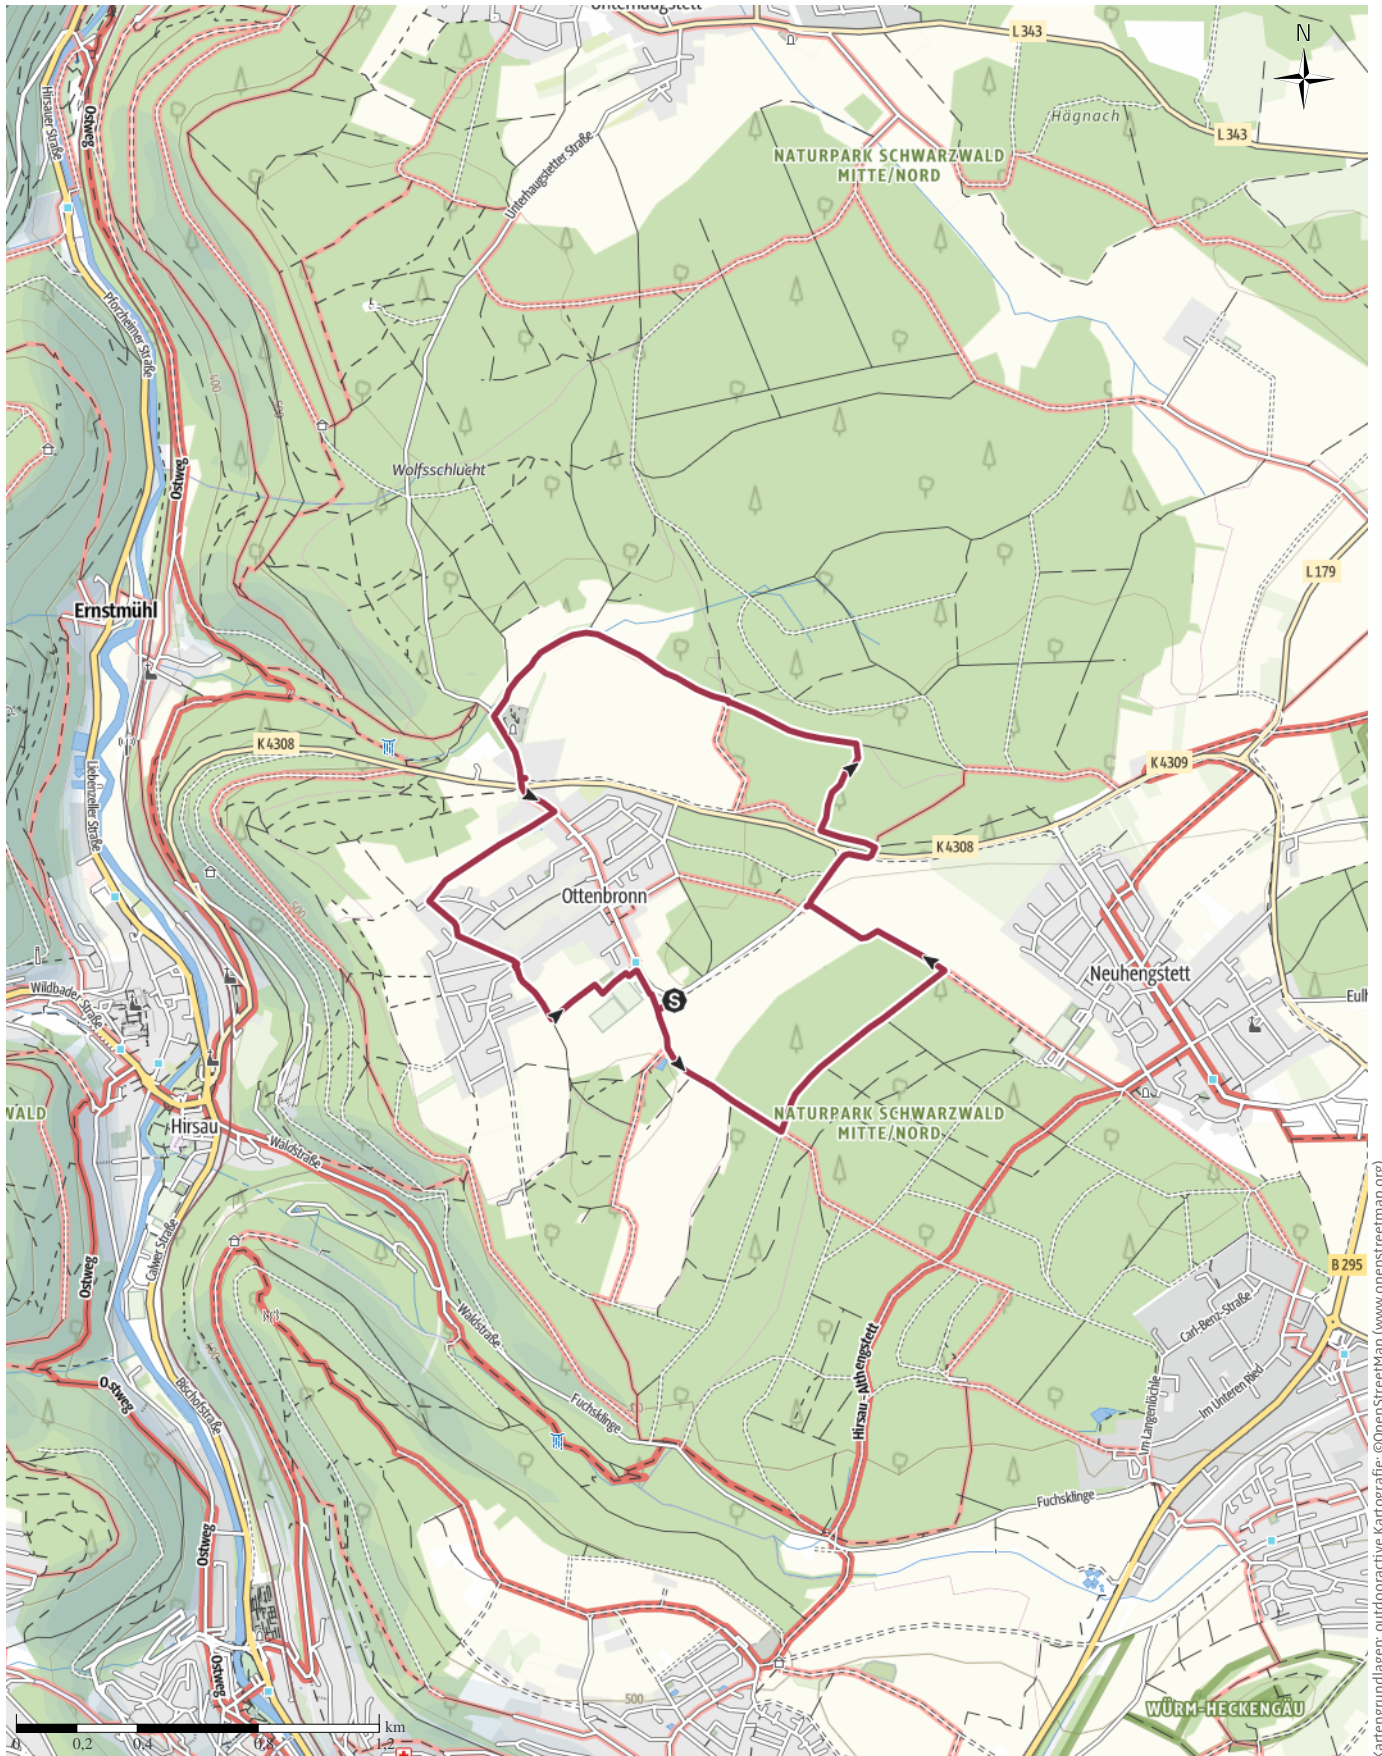 Unterhaugstett
L 343
N
Hirsauer Straße
Ostweg
Hägnach
L 343
NATURPARK SCHWARZWALD
MITTE/NORD
Unterhaugstetter Straße
Pforzheimer Straße
400
500
Wolfsschlucht
Ostweg
L 179
Ernstmühl
K 4308
K 4309
Liebenzeller Straße
K 4308
Ottenbronn
500
Neuhengstett
Wildbader Straße
S
NATURPARK SCHWARZWALD
MITTE/NORD
WALD
Hirsau
Waldstraße
Calwer Straße
Ostweg
B 295
Waldstraße
Carl-Benz-Straße
Hirsau - Althengstett
400
Ostweg
Bischofstraße
Im Unteren Ried
Im Langenlöchle
Fuchsklinge
Fuchsklinge
Ostweg
Ostweg
500
WÜRM-HECKENGÄU
km
0 0,2 0,4 0,8 1,2
Kartengrundlagen: outdooractive Kartografie; ©OpenStreetMap (www.openstreetmap.org)